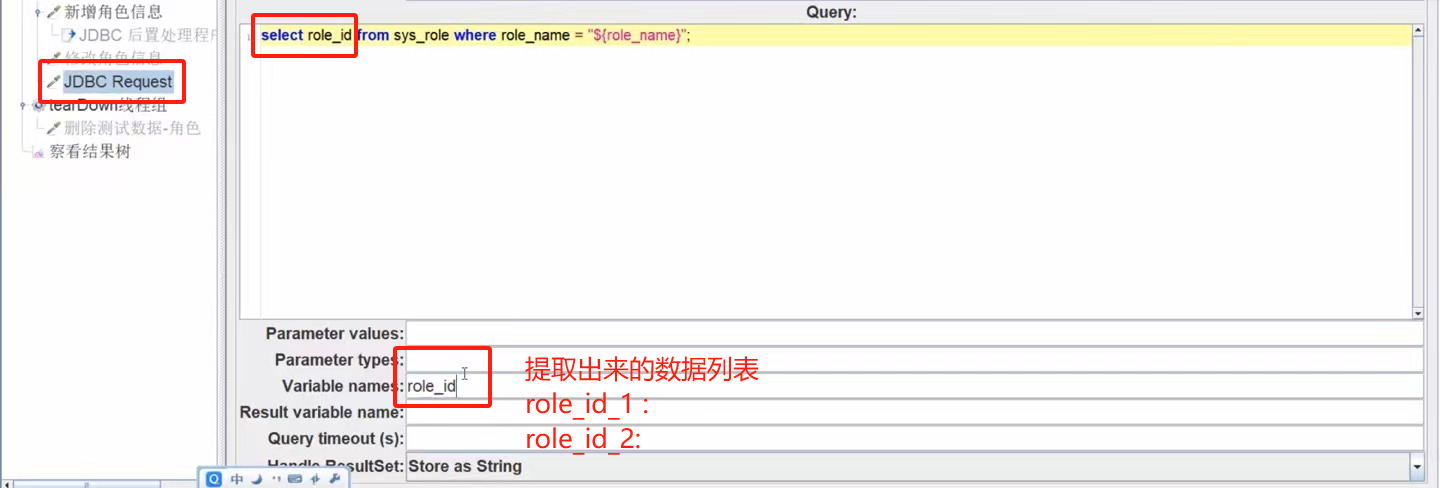 新增角色信息
JDBC 后置处理程序
修改角色信息
JDBC Request
tearDown线程组
删除测试数据-角色
察看结果树
Query:
select role_id from sys_role where role_name = "${role_name}";
Parameter values:
Parameter types:
Variable names: role_id
Result variable name:
Query timeout (s):
Handle ResultSet: Store as String
提取出来的数据列表
role_id_1 :
role_id_2:
中